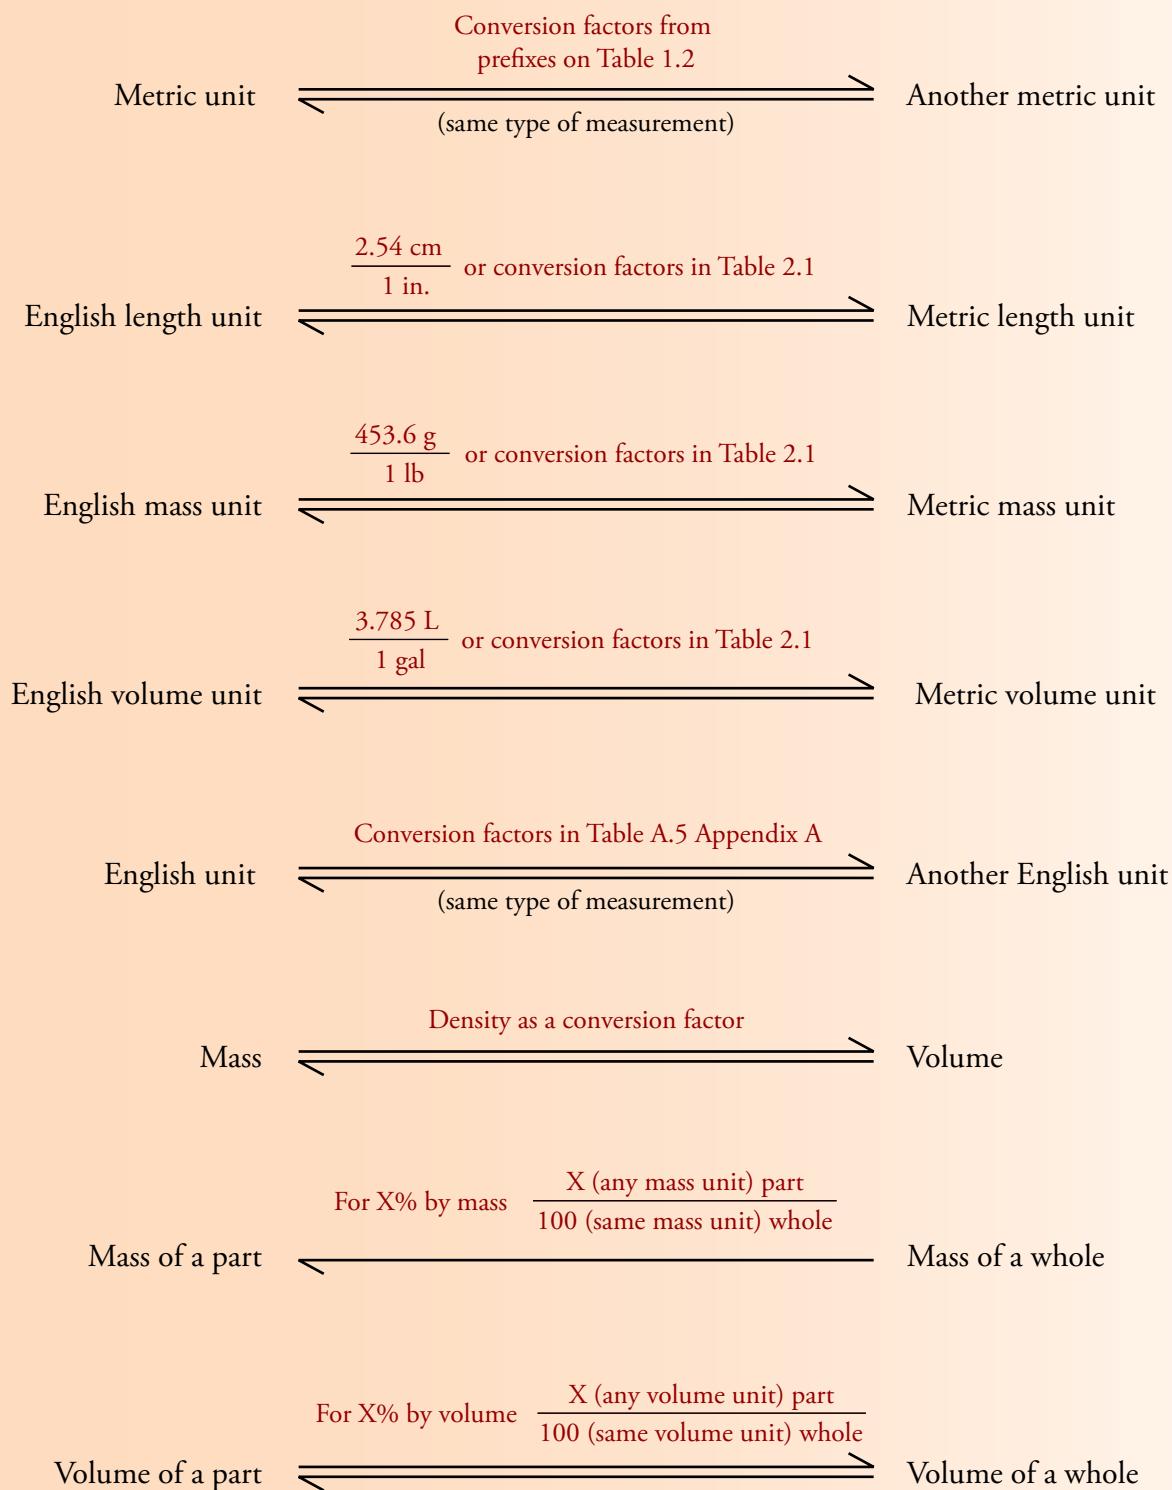 Conversion factors from
prefixes on Table 1.2
Metric unit
Another metric unit
(same type of measurement)
2.54 cm
1 in.
or conversion factors in Table 2.1
English length unit
Metric length unit
453.6 g
1 lb
or conversion factors in Table 2.1
English mass unit
Metric mass unit
3.785 L
1 gal
or conversion factors in Table 2.1
English volume unit
Metric volume unit
Conversion factors in Table A.5 Appendix A
English unit
Another English unit
(same type of measurement)
Density as a conversion factor
Mass
Volume
For X% by mass
X (any mass unit) part
100 (same mass unit) whole
Mass of a part
Mass of a whole
For X% by volume
X (any volume unit) part
100 (same volume unit) whole
Volume of a part
Volume of a whole